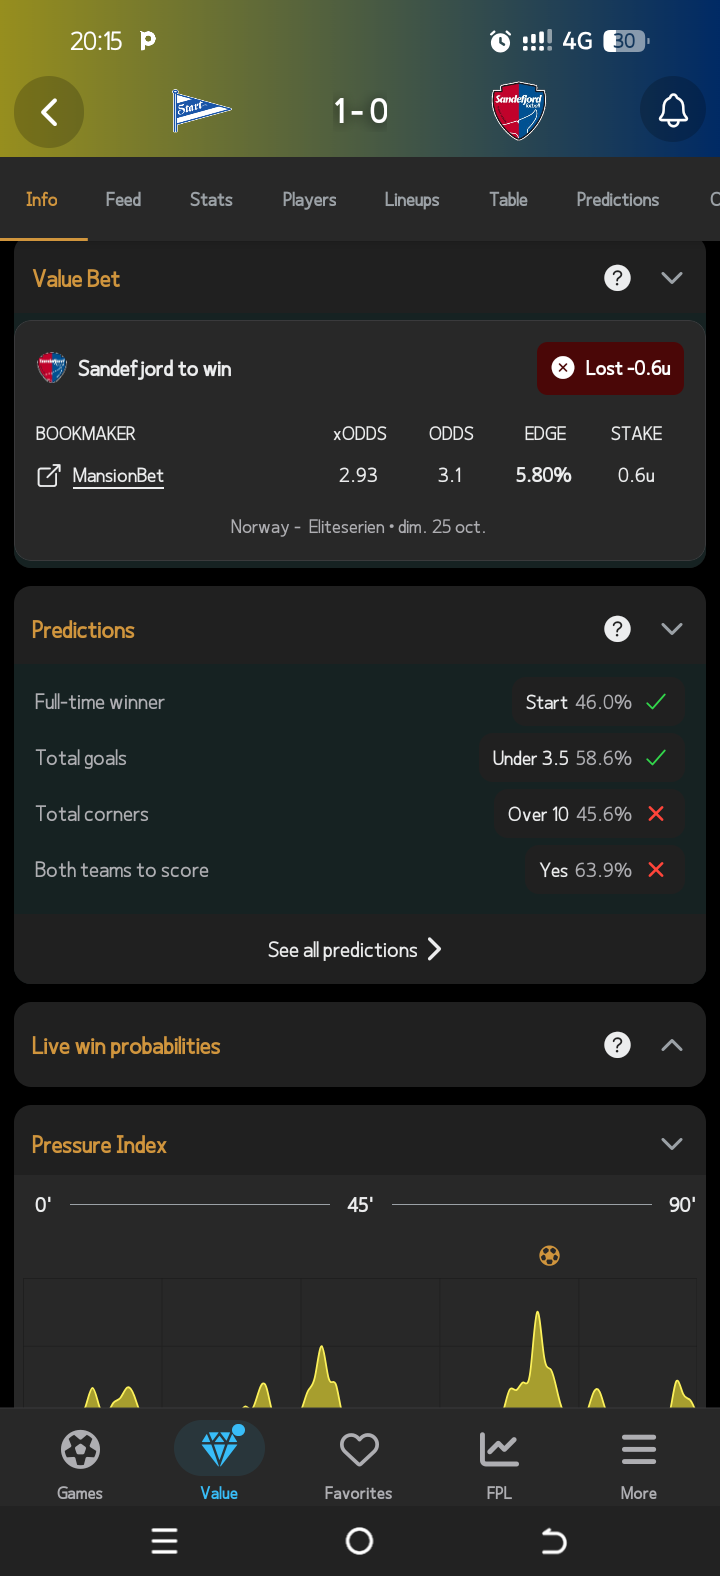 20:15 4G 30
Start 1 - 0 Sandefjord
Info Feed Stats Players Lineups Table Predictions
Value Bet ?
Sandefjord to win Lost -0.6u
BOOKMAKER xODDS ODDS EDGE STAKE
MansionBet 2.93 3.1 5.80% 0.6u
Norway - Eliteserien • dim. 25 oct.
Predictions ?
Full-time winner Start 46.0%
Total goals Under 3.5 58.6%
Total corners Over 10 45.6%
Both teams to score Yes 63.9%
See all predictions
Live win probabilities ?
Pressure Index
0' 45' 90'
Games Value Favorites FPL More